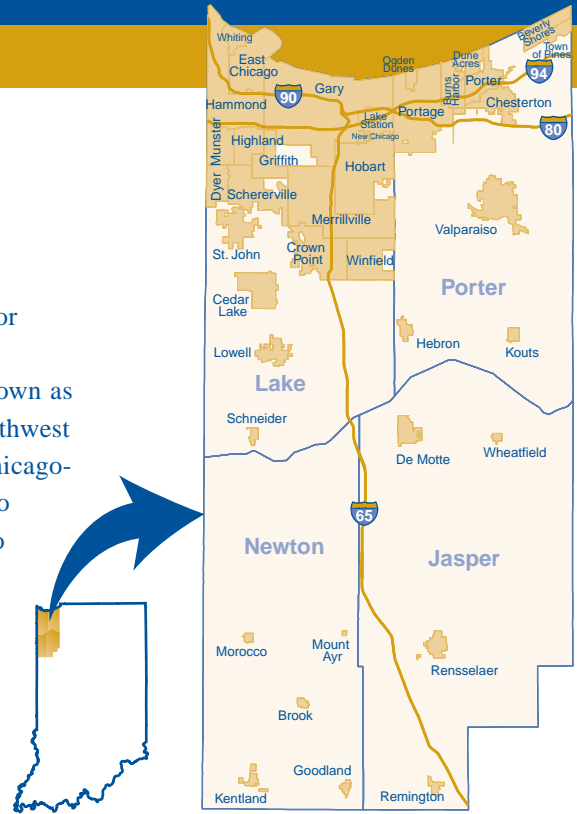 Whiting
East
Chicago
Hammond
90
Gary
Ogden
Dunes
Dune
Acres
Beverly
Shores
Town
of Pines
94
Burns
Harbor
Porter
Chesterton
80
Lake
Station
New Chicago
Portage
Munster
Dyer
Highland
Griffith
Schererville
Hobart
Merrillville
St. John
Crown
Point
Winfield
Valparaiso
Porter
Cedar
Lake
Hebron
Kouts
Lowell
Lake
Schneider
De Motte
Wheatfield
65
Newton
Jasper
Morocco
Mount
Ayr
Rensselaer
Brook
Goodland
Kentland
Remington
or
own as
thwest
hicago-
o
o